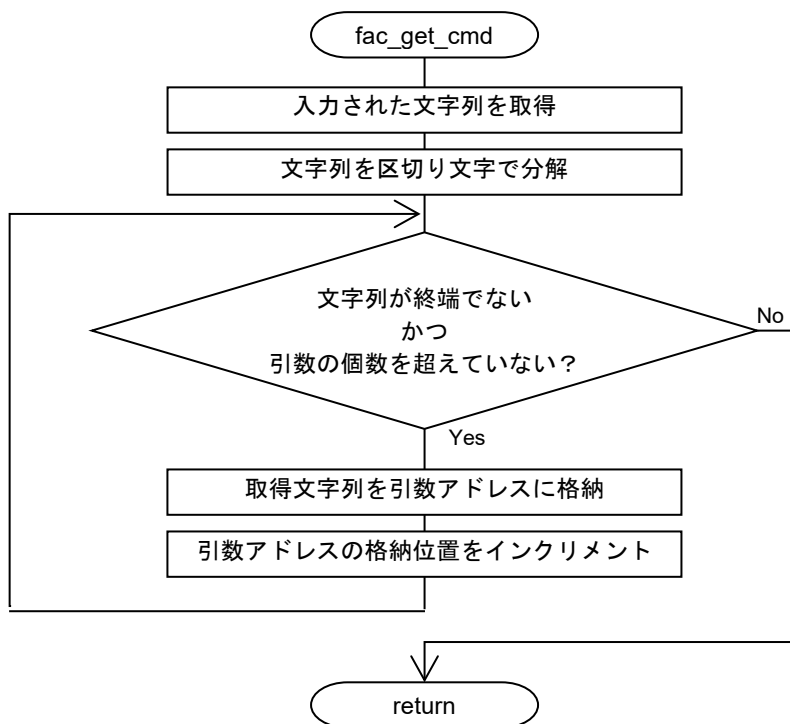 fac_get_cmd
入力された文字列を取得
文字列を区切り文字で分解
文字列が終端でない
かつ
引数の個数を超えていない？
No
Yes
取得文字列を引数アドレスに格納
引数アドレスの格納位置をインクリメント
return